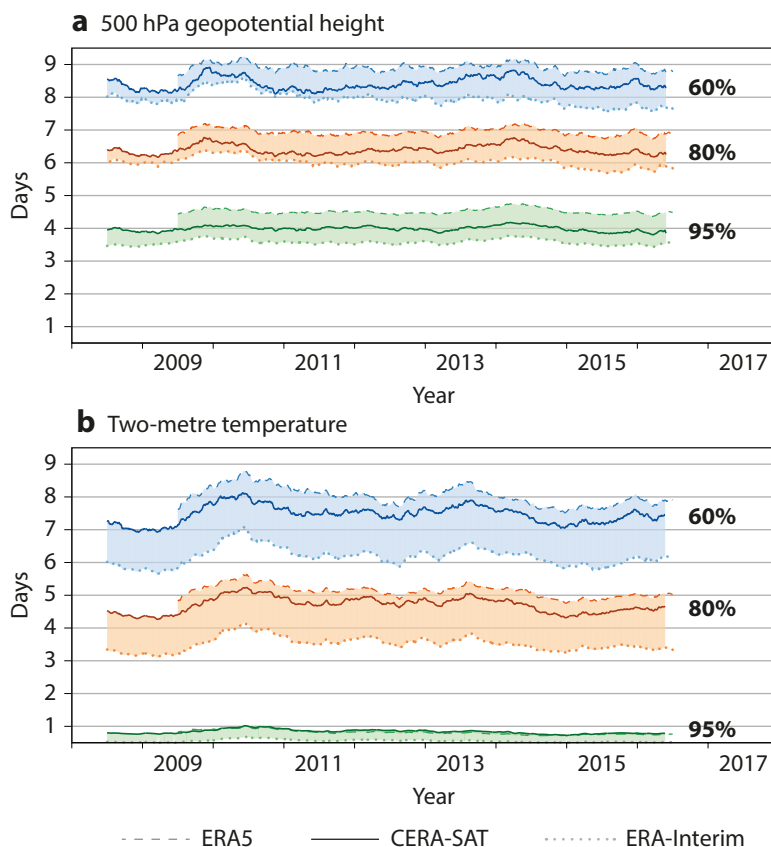 a 500 hPa geopotential height
9
8
7
6
5
4
3
2
1
Days
60%
80%
95%
2009 2011 2013 2015 2017
Year
b Two-metre temperature
9
8
7
6
5
4
3
2
1
Days
60%
80%
95%
2009 2011 2013 2015 2017
Year
ERA5 CERA-SAT ERA-Interim